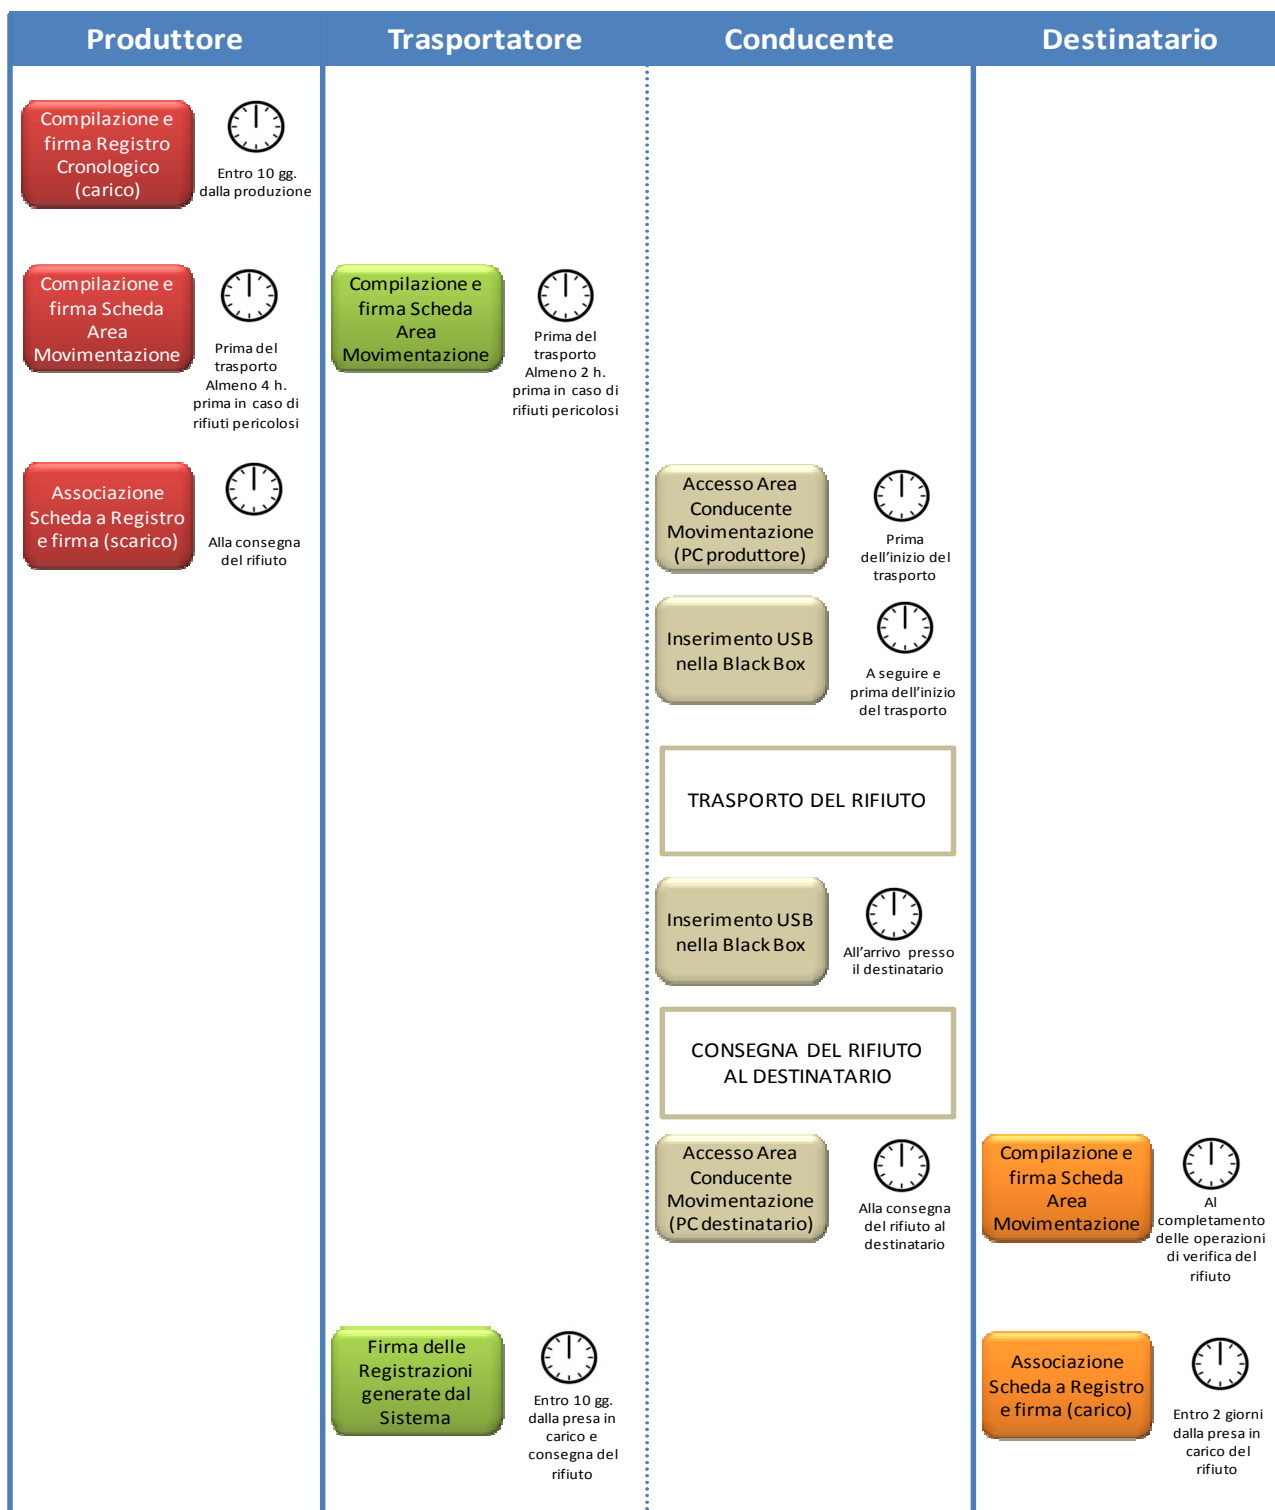 Produttore
Trasportatore
Conducente
Destinatario
Compilazione e
firma Registro
Cronologico
(carico)
Entro 10 gg.
dalla produzione
Compilazione e
firma Scheda
Area
Movimentazione
Prima del
trasporto
Almeno 4 h.
prima in caso di
rifiuti pericolosi
Compilazione e
firma Scheda
Area
Movimentazione
Prima del
trasporto
Almeno 2 h.
prima in caso di
rifiuti pericolosi
Associazione
Scheda a Registro
e firma (scarico)
Alla consegna
del rifiuto
Accesso Area
Conducente
Movimentazione
(PC produttore)
Prima
dell'inizio del
trasporto
Inserimento USB
nella Black Box
A seguire e
prima dell'inizio
del trasporto
TRASPORTO DEL RIFIUTO
Inserimento USB
nella Black Box
All'arrivo presso
il destinatario
CONSEGNA DEL RIFIUTO
AL DESTINATARIO
Accesso Area
Conducente
Movimentazione
(PC destinatario)
Alla consegna
del rifiuto al
destinatario
Compilazione e
firma Scheda
Area
Movimentazione
Al
completamento
delle operazioni
di verifica del
rifiuto
Firma delle
Registrazioni
generate dal
Sistema
Entro 10 gg.
dalla presa in
carico e
consegna del
rifiuto
Associazione
Scheda a Registro
e firma (carico)
Entro 2 giorni
dalla presa in
carico del
rifiuto